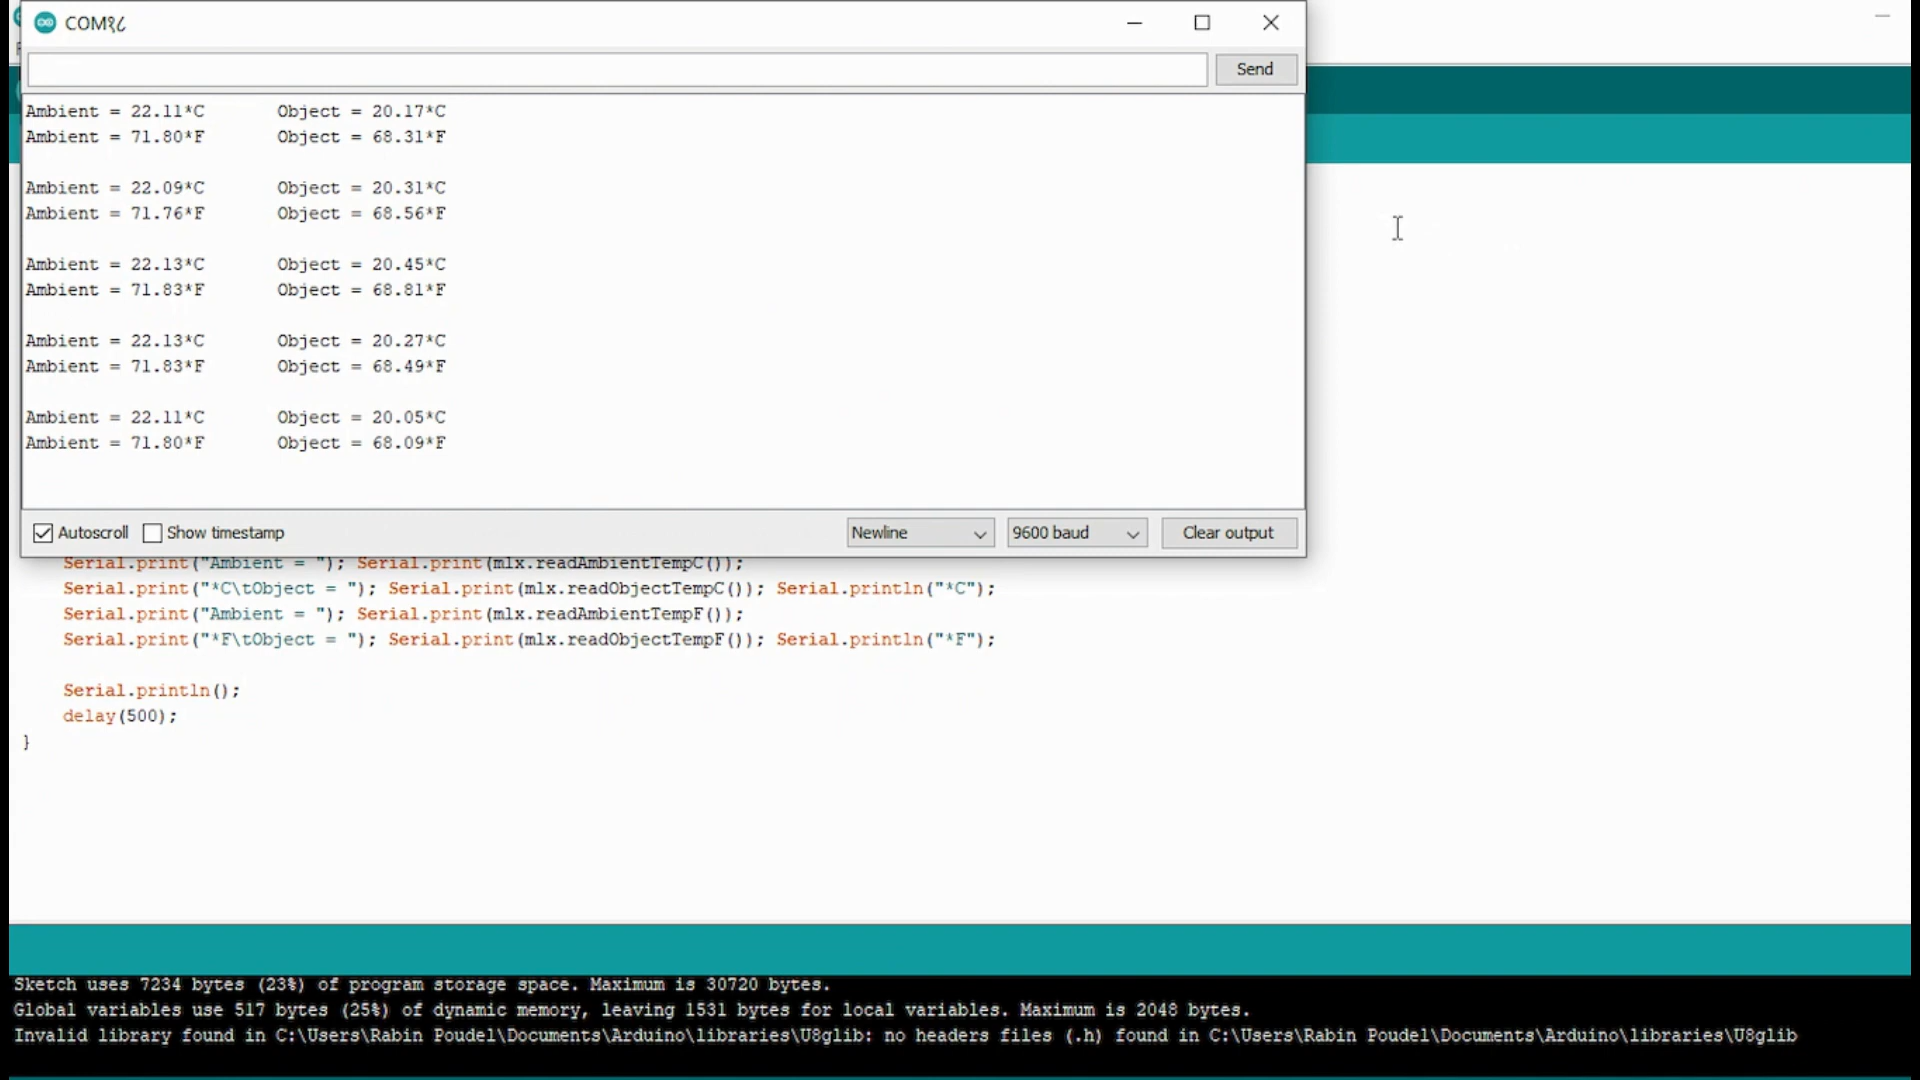 COM१८
Send
Ambient = 22.11*C Object = 20.17*C
Ambient = 71.80*F Object = 68.31*F
Ambient = 22.09*C Object = 20.31*C
Ambient = 71.76*F Object = 68.56*F
Ambient = 22.13*C Object = 20.45*C
Ambient = 71.83*F Object = 68.81*F
Ambient = 22.13*C Object = 20.27*C
Ambient = 71.83*F Object = 68.49*F
Ambient = 22.11*C Object = 20.05*C
Ambient = 71.80*F Object = 68.09*F
Autoscroll Show timestamp Newline 9600 baud Clear output
Serial.print("Ambient = "); Serial.print(mlx.readAmbientTempC());
Serial.print("*C\tObject = "); Serial.print(mlx.readObjectTempC()); Serial.println("*C");
Serial.print("Ambient = "); Serial.print(mlx.readAmbientTempF());
Serial.print("*F\tObject = "); Serial.print(mlx.readObjectTempF()); Serial.println("*F");
Serial.println();
delay(500);
}
Sketch uses 7234 bytes (23%) of program storage space. Maximum is 30720 bytes.
Global variables use 517 bytes (25%) of dynamic memory, leaving 1531 bytes for local variables. Maximum is 2048 bytes.
Invalid library found in C:\Users\Rabin Poudel\Documents\Arduino\libraries\U8glib: no headers files (.h) found in C:\Users\Rabin Poudel\Documents\Arduino\libraries\U8glib